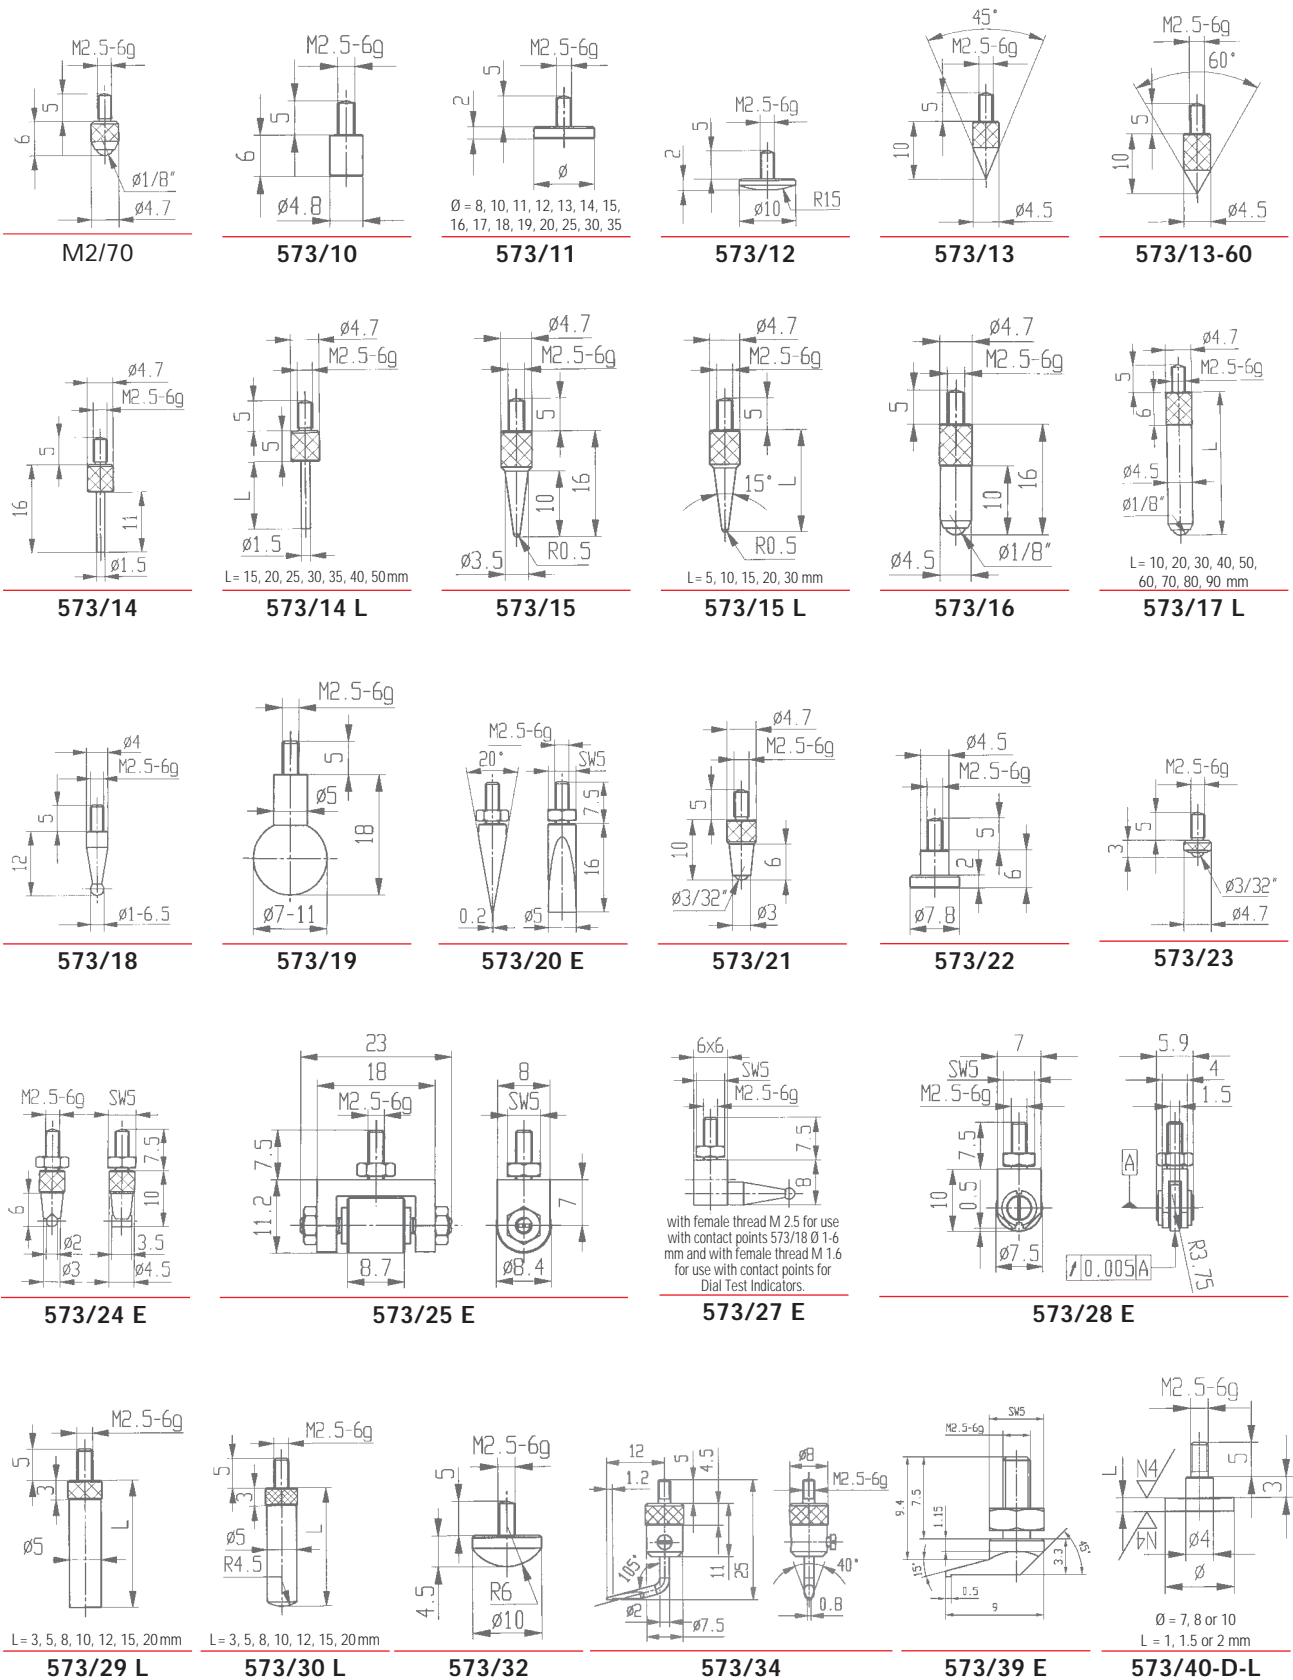 M2.5-6g
5
6
ø1/8"
ø4.7
M2/70
M2.5-6g
5
6
ø4.8
573/10
M2.5-6g
5
2
ø
Ø = 8, 10, 11, 12, 13, 14, 15,
16, 17, 18, 19, 20, 25, 30, 35
573/11
M2.5-6g
5
2
R15
ø10
573/12
45°
M2.5-6g
5
10
ø4.5
573/13
M2.5-6g
60°
5
10
ø4.5
573/13-60
ø4.7
M2.5-6g
5
16
11
ø1.5
573/14
ø4.7
M2.5-6g
5
5
L
ø1.5
L = 15, 20, 25, 30, 35, 40, 50 mm
573/14 L
ø4.7
M2.5-6g
5
16
10
R0.5
ø3.5
573/15
ø4.7
M2.5-6g
5
15°
L
R0.5
L = 5, 10, 15, 20, 30 mm
573/15 L
ø4.7
M2.5-6g
5
16
10
ø1/8"
ø4.5
573/16
ø4.7
M2.5-6g
5
6
L
ø4.5
ø1/8"
L = 10, 20, 30, 40, 50,
60, 70, 80, 90 mm
573/17 L
ø4
M2.5-6g
5
12
ø1-6.5
573/18
M2.5-6g
5
ø5
18
ø7-11
573/19
M2.5-6g
20°
SW5
7.5
16
0.2
ø5
573/20 E
ø4.7
M2.5-6g
5
10
6
ø3/32"
ø3
573/21
ø4.5
M2.5-6g
5
2
6
ø7.8
573/22
M2.5-6g
5
3
ø3/32"
ø4.7
573/23
M2.5-6g
SW5
7.5
10
6
ø2
3.5
ø3
ø4.5
573/24 E
23
18
8
M2.5-6g
SW5
7.5
11.2
7
8.7
ø8.4
573/25 E
6x6
SW5
M2.5-6g
7.5
8
with female thread M 2.5 for use
with contact points 573/18 Ø 1-6
mm and with female thread M 1.6
for use with contact points for
Dial Test Indicators.
573/27 E
7
5.9
SW5
4
M2.5-6g
1.5
7.5
A
10
0.5
ø7.5
0.005 A
R3.75
573/28 E
M2.5-6g
5
3
ø5
L
L = 3, 5, 8, 10, 12, 15, 20 mm
573/29 L
M2.5-6g
5
3
ø5
L
R4.5
L = 3, 5, 8, 10, 12, 15, 20 mm
573/30 L
M2.5-6g
5
4.5
R6
ø10
573/32
12
5
4.5
ø8
1.2
M2.5-6g
105°
11
25
40°
ø2
0.8
ø7.5
573/34
SW5
M2.5-6g
9.4
7.5
1.15
3.3
45°
15°
0.5
9
573/39 E
M2.5-6g
5
3
L
N4
N4
ø4
ø
Ø = 7, 8 or 10
L = 1, 1.5 or 2 mm
573/40-D-L